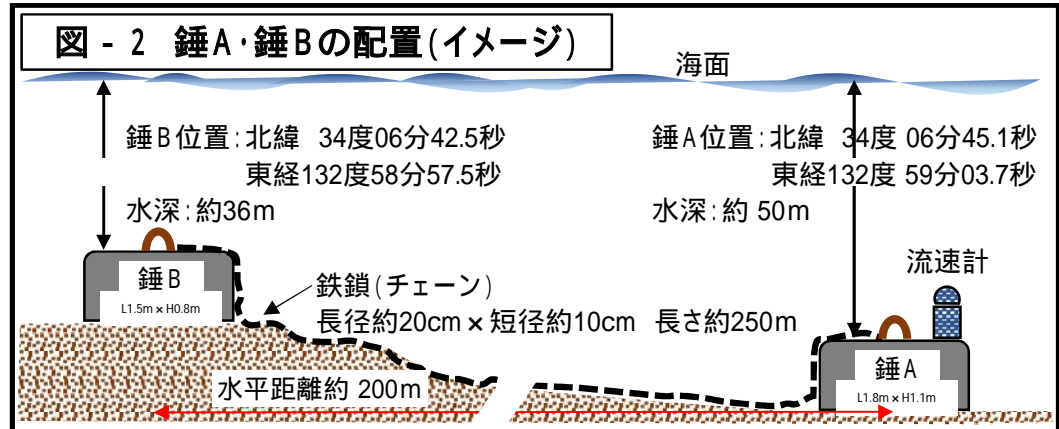 図 - 2 錘A･錘Bの配置(イメージ)
海面
錘B位置:北緯 34度06分42.5秒
東経132度58分57.5秒
水深:約36m
錘A位置:北緯 34度 06分45.1秒
東経132度 59分03.7秒
水深:約 50m
流速計
錘B
L1.5m×H0.8m
鉄鎖(チェーン)
長径約20cm×短径約10cm 長さ約250m
錘A
L1.8m×H1.1m
水平距離約 200m